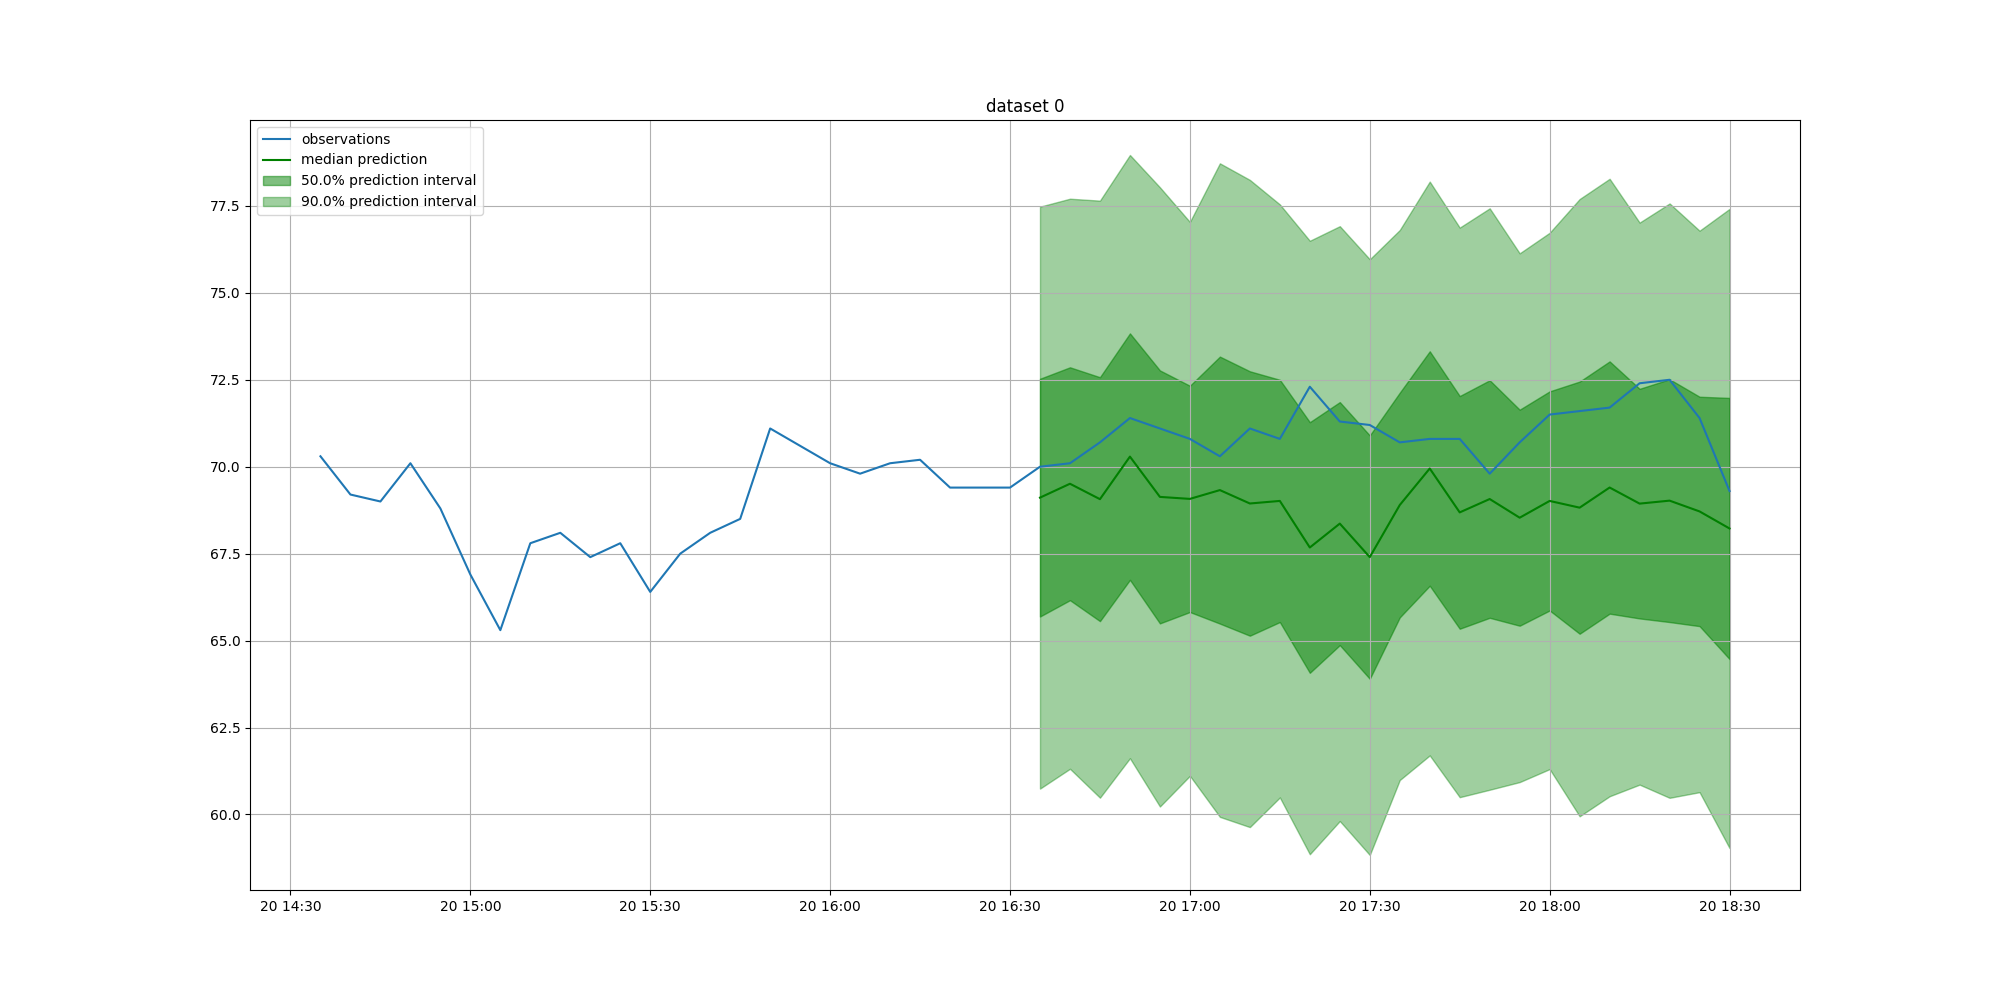 dataset 0
observations
median prediction
50.0% prediction interval
90.0% prediction interval
77.5
75.0
72.5
70.0
67.5
65.0
62.5
60.0
20 14:30 20 15:00 20 15:30 20 16:00 20 16:30 20 17:00 20 17:30 20 18:00 20 18:30